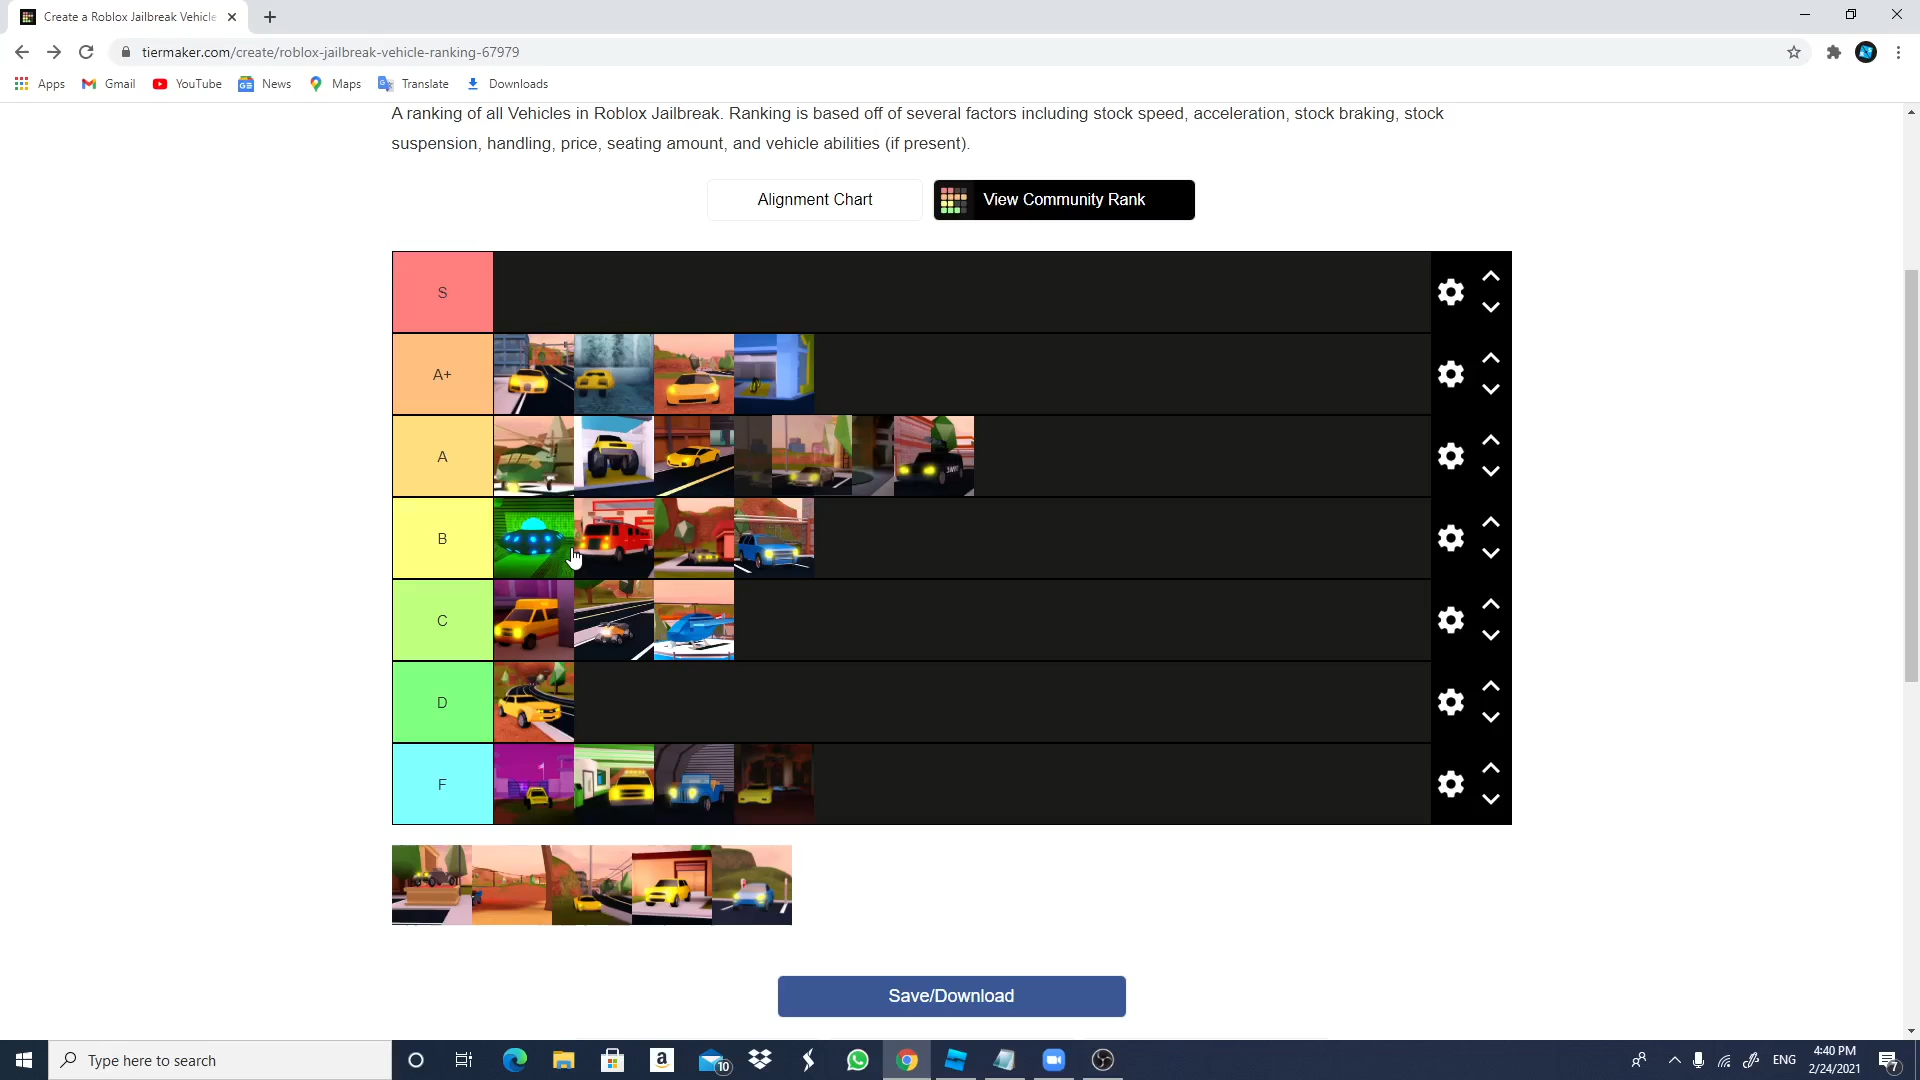 Create a Roblox Jailbreak Vehicle
tiermaker.com/create/roblox-jailbreak-vehicle-ranking-67979
Apps Gmail YouTube News Maps Translate Downloads
A ranking of all Vehicles in Roblox Jailbreak. Ranking is based off of several factors including stock speed, acceleration, stock braking, stock
suspension, handling, price, seating amount, and vehicle abilities (if present).
Alignment Chart
View Community Rank
S
A+
A
SWAT
B
C
D
F
Save/Download
Type here to search
10
ENG
4:40 PM
2/24/2021
7